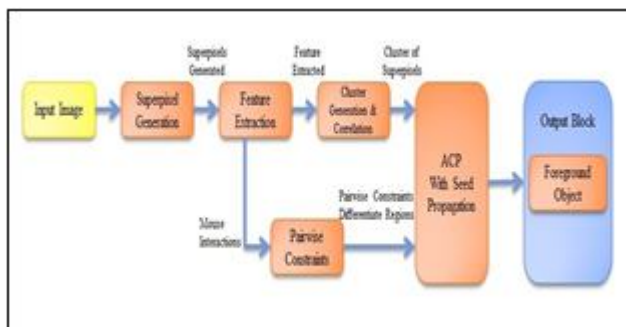 Superpixels
Generated
Feature
Extracted
Cluster of
Superpixels
Input Image
Superpixel
Generation
Feature
Extraction
Cluster
Generation &
Correlation
ACP
With Seed
Propagation
Output Block
Foreground
Object
Mouse
Interactions
Pairwise
Constraints
Pairwise Constraints
Differentiate Regions